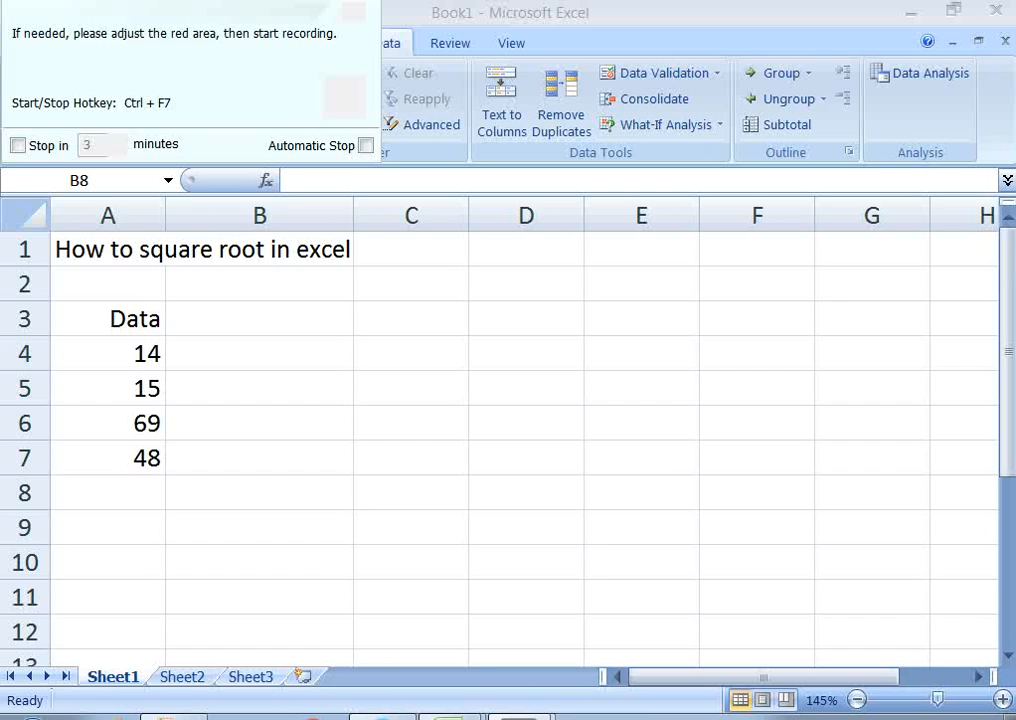 Book1 - Microsoft Excel
If needed, please adjust the red area, then start recording.
Start/Stop Hotkey: Ctrl + F7
Stop in 3 minutes Automatic Stop
ata Review View
Clear
Reapply
Advanced
Text to Columns
Remove Duplicates
Data Validation
Consolidate
What-If Analysis
Data Tools
Group
Ungroup
Subtotal
Outline
Data Analysis
Analysis
er
B8 fx
A B C D E F G H
1 How to square root in excel
2
3 Data
4 14
5 15
6 69
7 48
8
9
10
11
12
13
Sheet1 Sheet2 Sheet3
Ready 145%